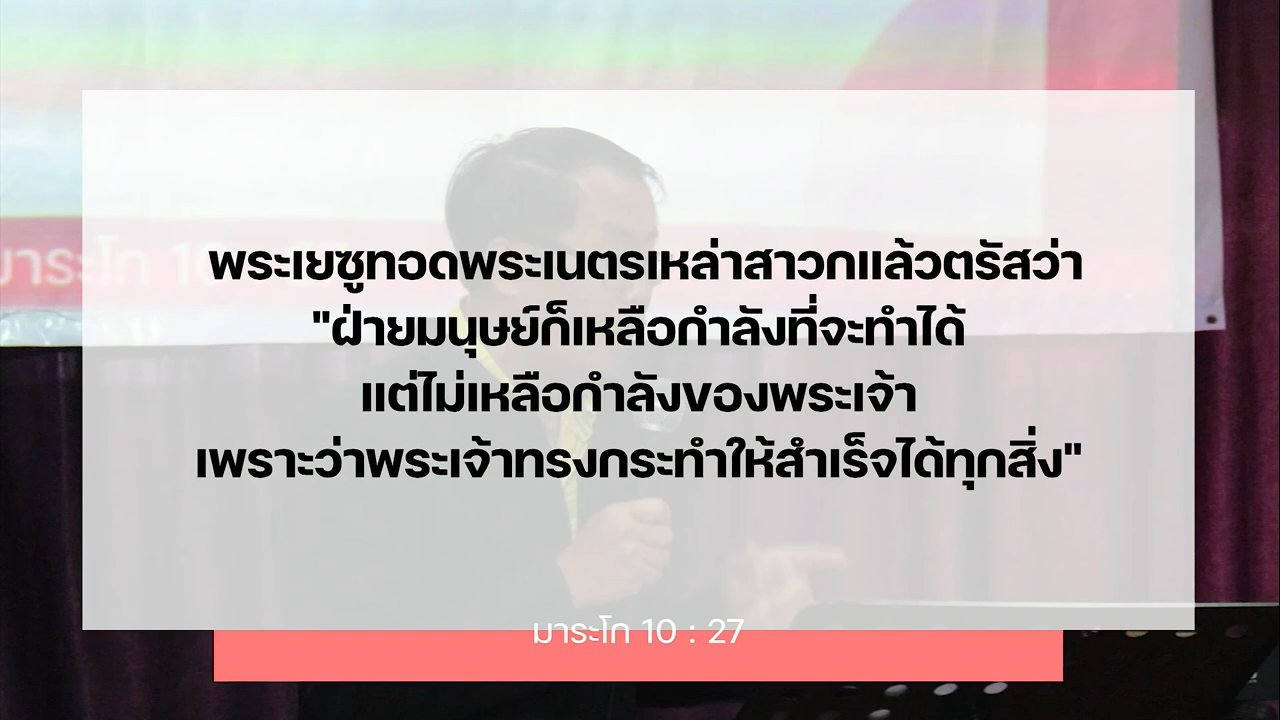 พระเยซูทอดพระเนตรเหล่าสาวกแล้วตรัสว่า
"ฝ่ายมนุษย์ก็เหลือกำลังที่จะทำได้
แต่ไม่เหลือกำลังของพระเจ้า
เพราะว่าพระเจ้าทรงกระทำให้สำเร็จได้ทุกสิ่ง"
มาระโก 10 : 27